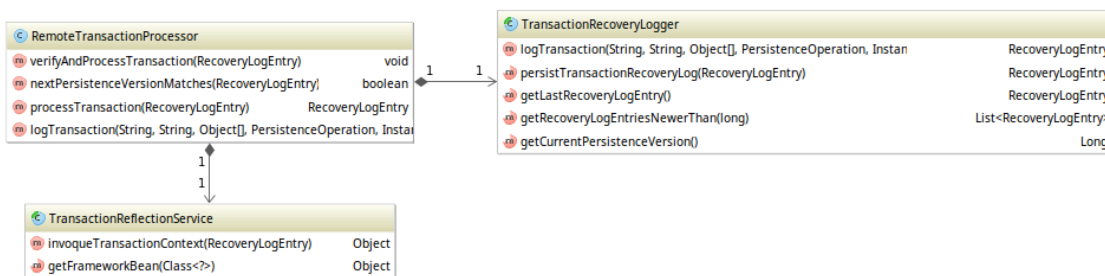 RemoteTransactionProcessor
verifyAndProcessTransaction(RecoveryLogEntry) void
nextPersistenceVersionMatches(RecoveryLogEntry) boolean
processTransaction(RecoveryLogEntry) RecoveryLogEntry
logTransaction(String, String, Object[], PersistenceOperation, Instan
1 1
TransactionRecoveryLogger
logTransaction(String, String, Object[], PersistenceOperation, Instan RecoveryLogEntry
persistTransactionRecoveryLog(RecoveryLogEntry) RecoveryLogEntry
getLastRecoveryLogEntry() RecoveryLogEntry
getRecoveryLogEntriesNewerThan(long) List<RecoveryLogEntry>
getCurrentPersistenceVersion() Long
1
1
TransactionReflectionService
invoqueTransactionContext(RecoveryLogEntry) Object
getFrameworkBean(Class<?>) Object